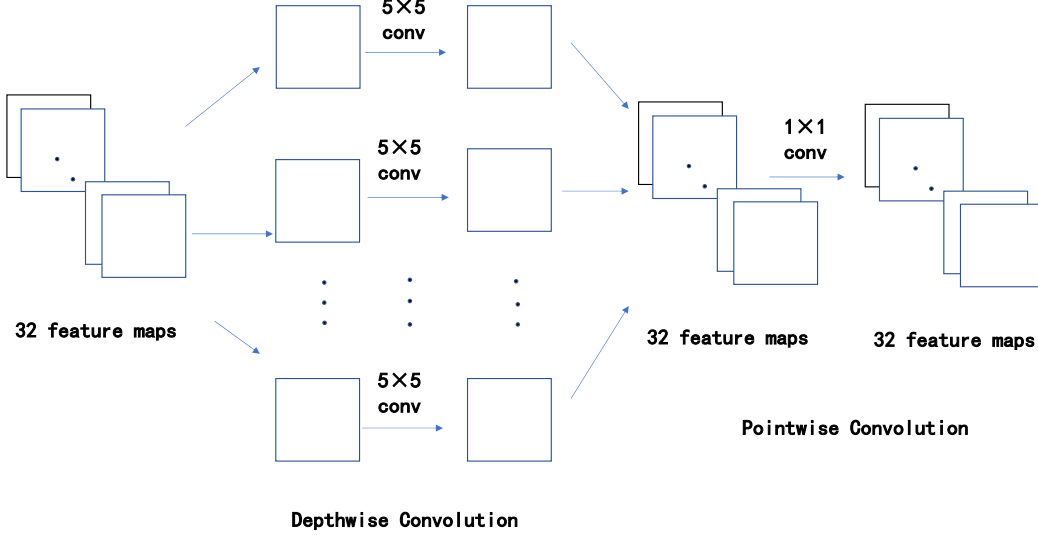 5×5
conv
5×5
conv
1×1
conv
32 feature maps
32 feature maps
32 feature maps
5×5
conv
Pointwise Convolution
Depthwise Convolution